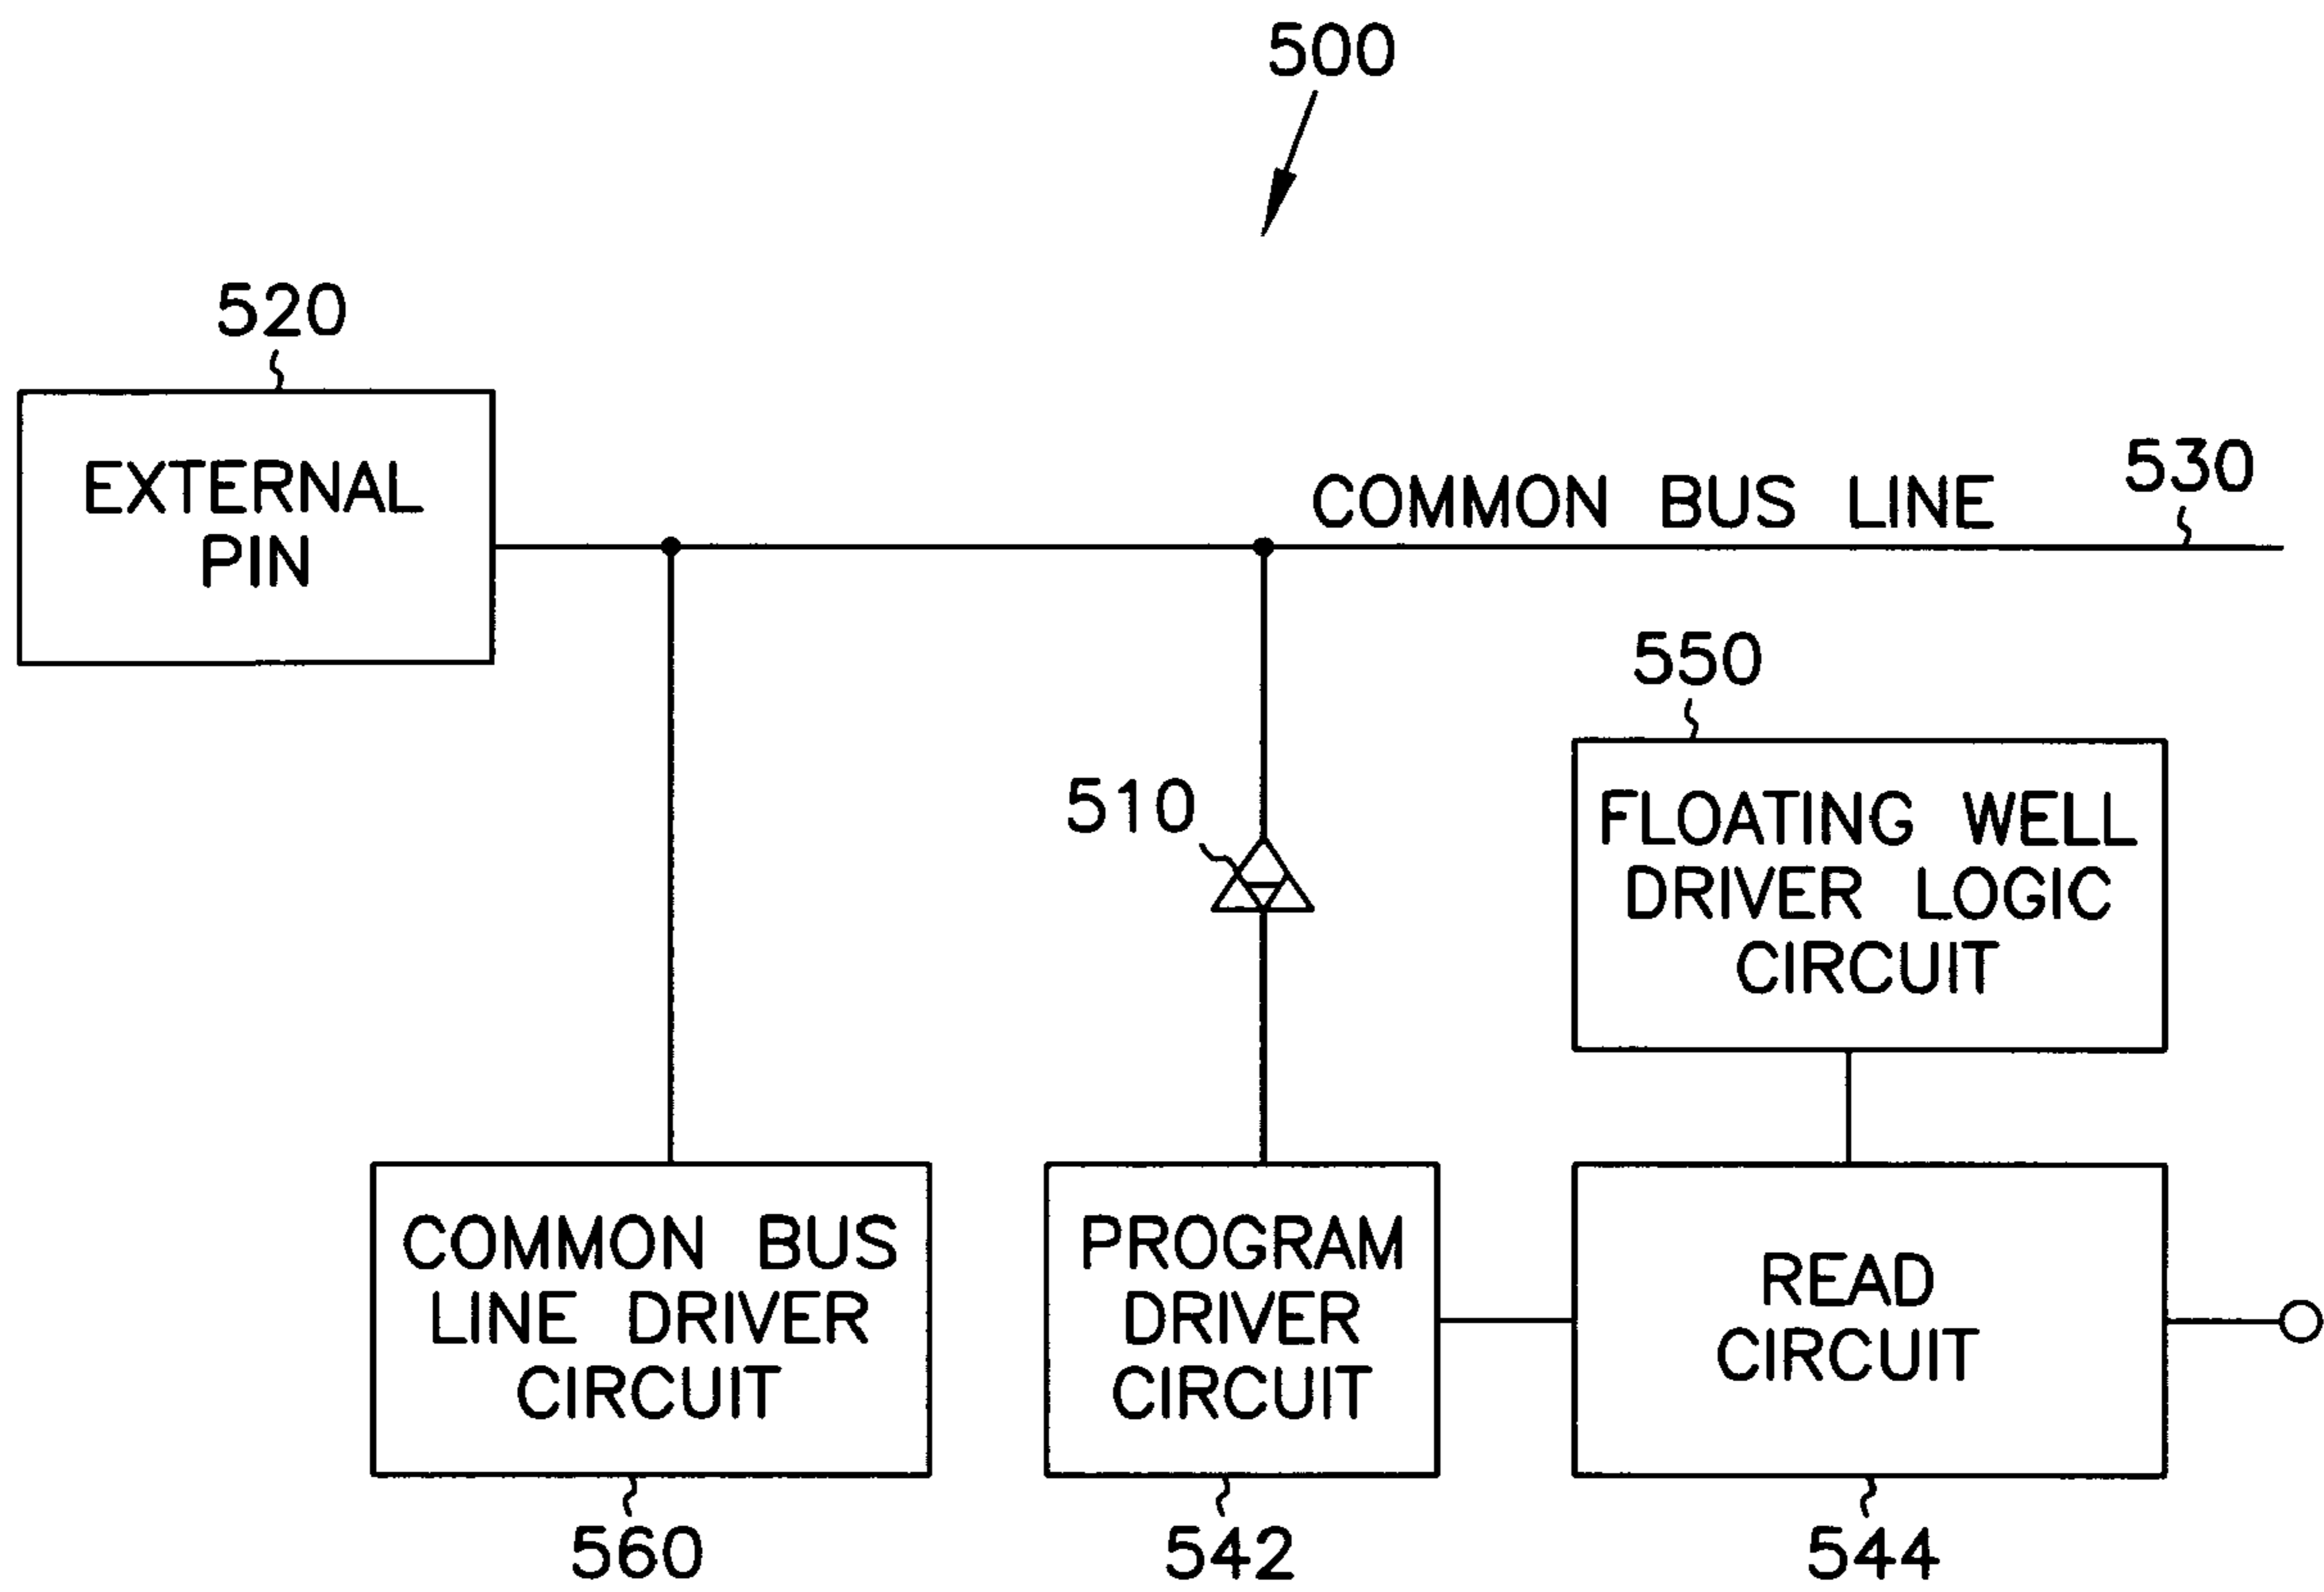 500
520
EXTERNAL
PIN
COMMON BUS LINE
530
550
FLOATING WELL
DRIVER LOGIC
CIRCUIT
510
COMMON BUS
LINE DRIVER
CIRCUIT
PROGRAM
DRIVER
CIRCUIT
READ
CIRCUIT
560
542
544